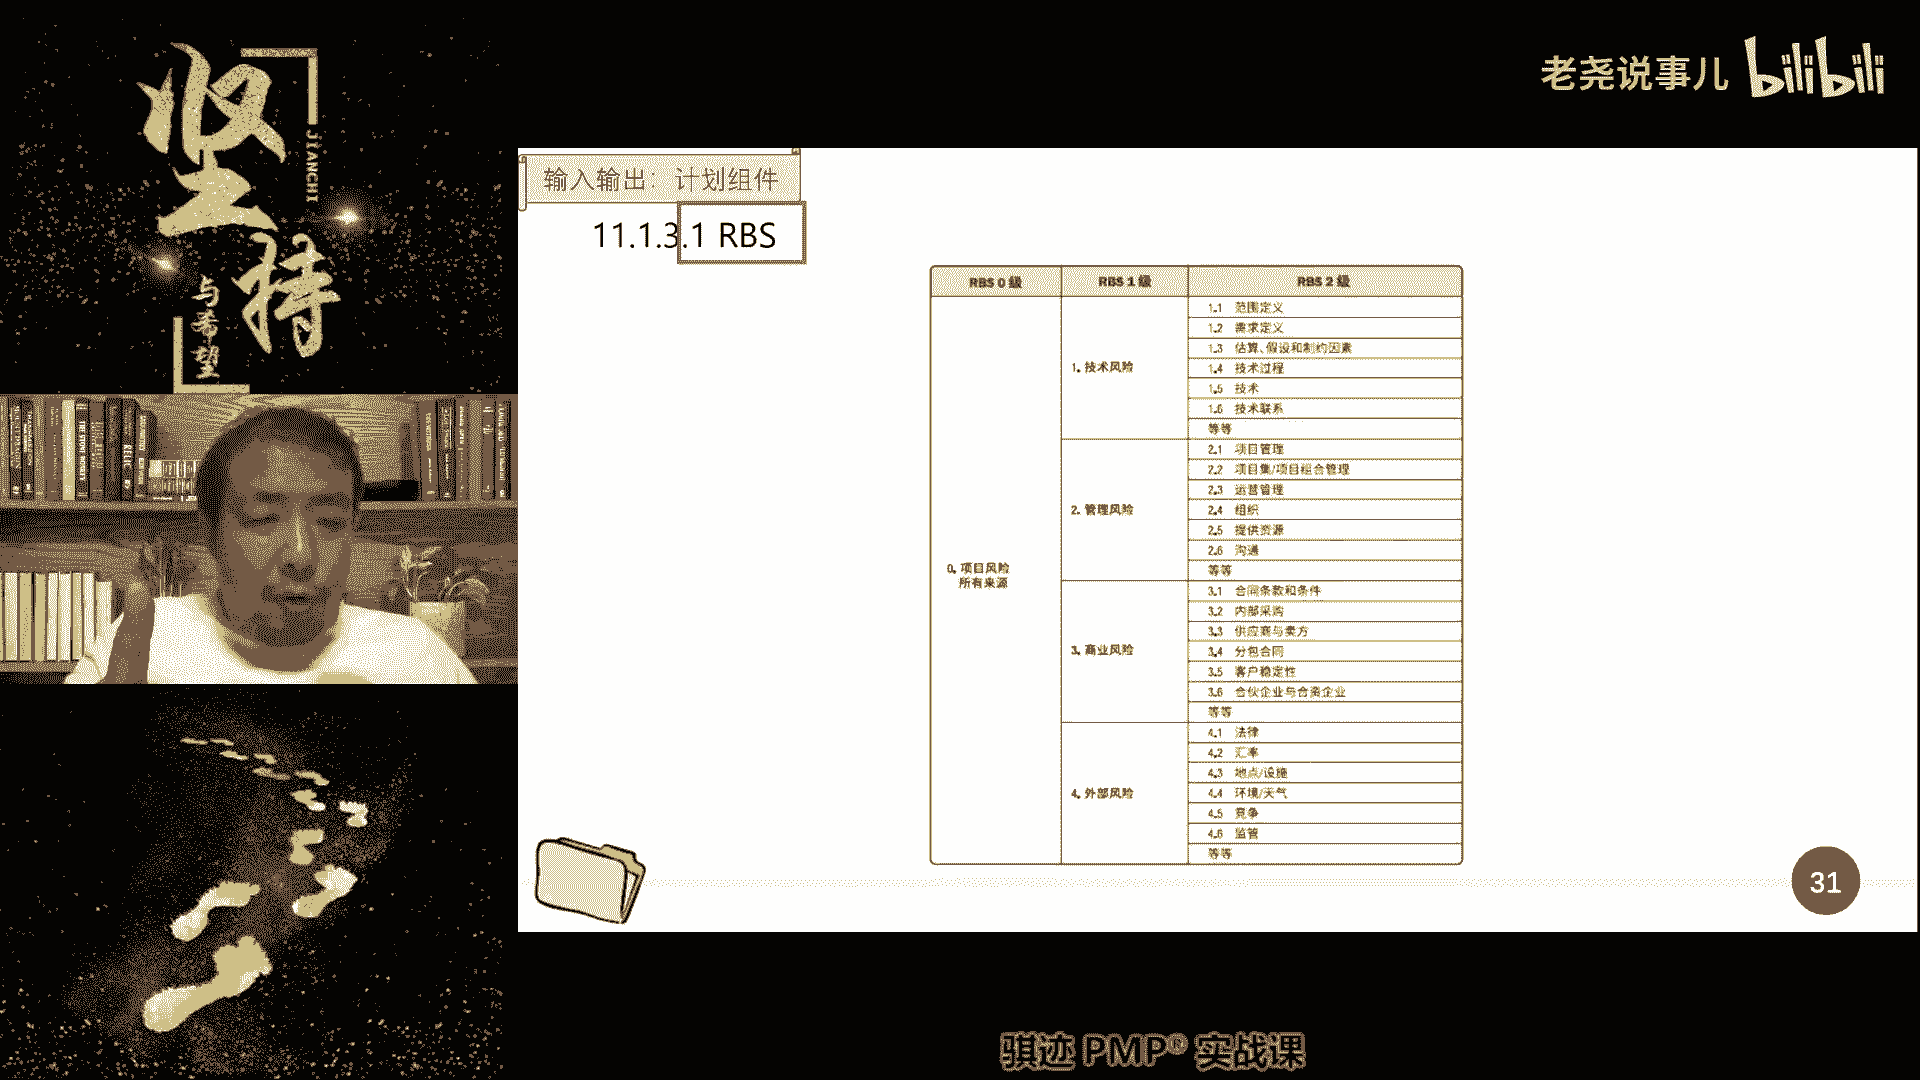 坚持
JIANCHI
与希望
老尧说事儿 bilibili
输入输出：计划组件
11.1.3.1 RBS
RBS 0 级 RBS 1 级 RBS 2 级
0. 项目风险
所有来源
1. 技术风险
1.1 范围定义
1.2 需求定义
1.3 估算、假设和制约因素
1.4 技术过程
1.5 技术
1.6 技术联系
等等
2. 管理风险
2.1 项目管理
2.2 项目集/项目组合管理
2.3 运营管理
2.4 组织
2.5 提供资源
2.6 沟通
等等
3. 商业风险
3.1 合同条款和条件
3.2 内部采购
3.3 供应商与卖方
3.4 分包合同
3.5 客户稳定性
3.6 合伙企业与合资企业
等等
4. 外部风险
4.1 法律
4.2 汇率
4.3 地点/设施
4.4 环境/天气
4.5 竞争
4.6 监管
等等
31
骐迹 PMP® 实战课